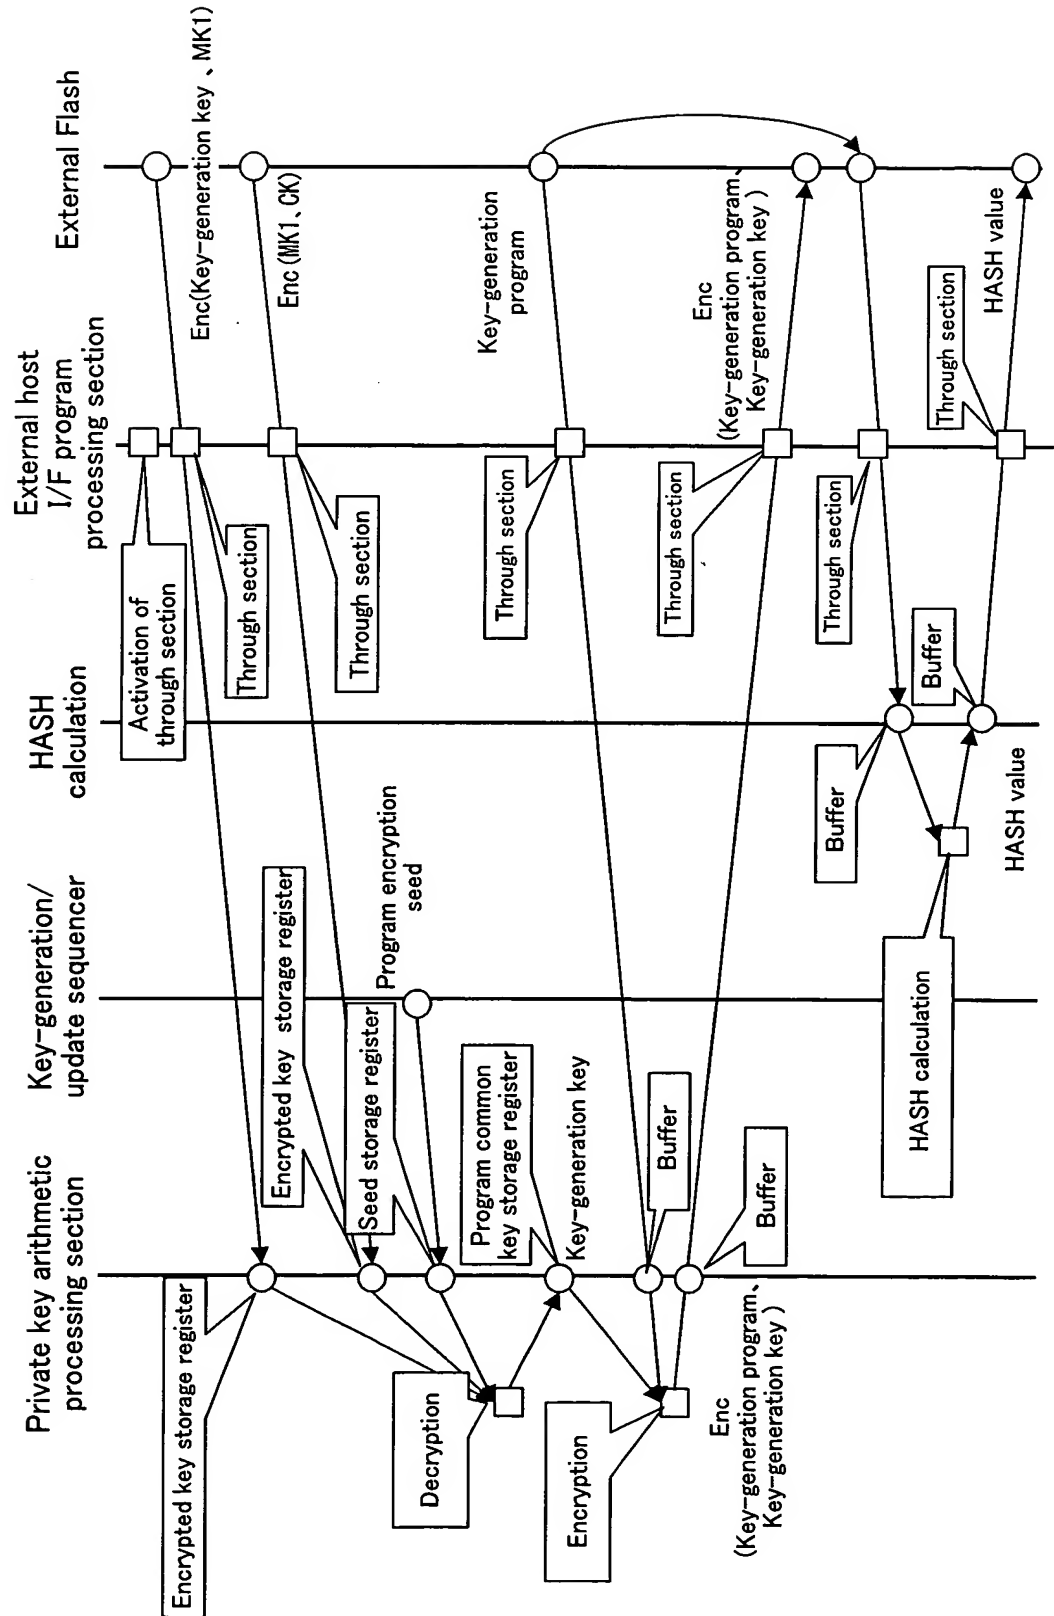 External Flash
External host
I/F program
processing section
HASH
calculation
Key-generation/
update sequencer
Private key arithmetic
processing section
Enc(Key-generation key、MK1)
Enc(MK1、CK)
Key-generation
program
Enc
(Key-generation program、
Key-generation key)
HASH value
Activation of
through section
Through section
Through section
Through section
Through section
Through section
Through section
Buffer
Buffer
HASH value
HASH calculation
Program encryption
seed
Encrypted key storage register
Seed storage register
Program common
key storage register
Key-generation key
Buffer
Buffer
Encrypted key storage register
Decryption
Encryption
Enc
(Key-generation program、
Key-generation key)